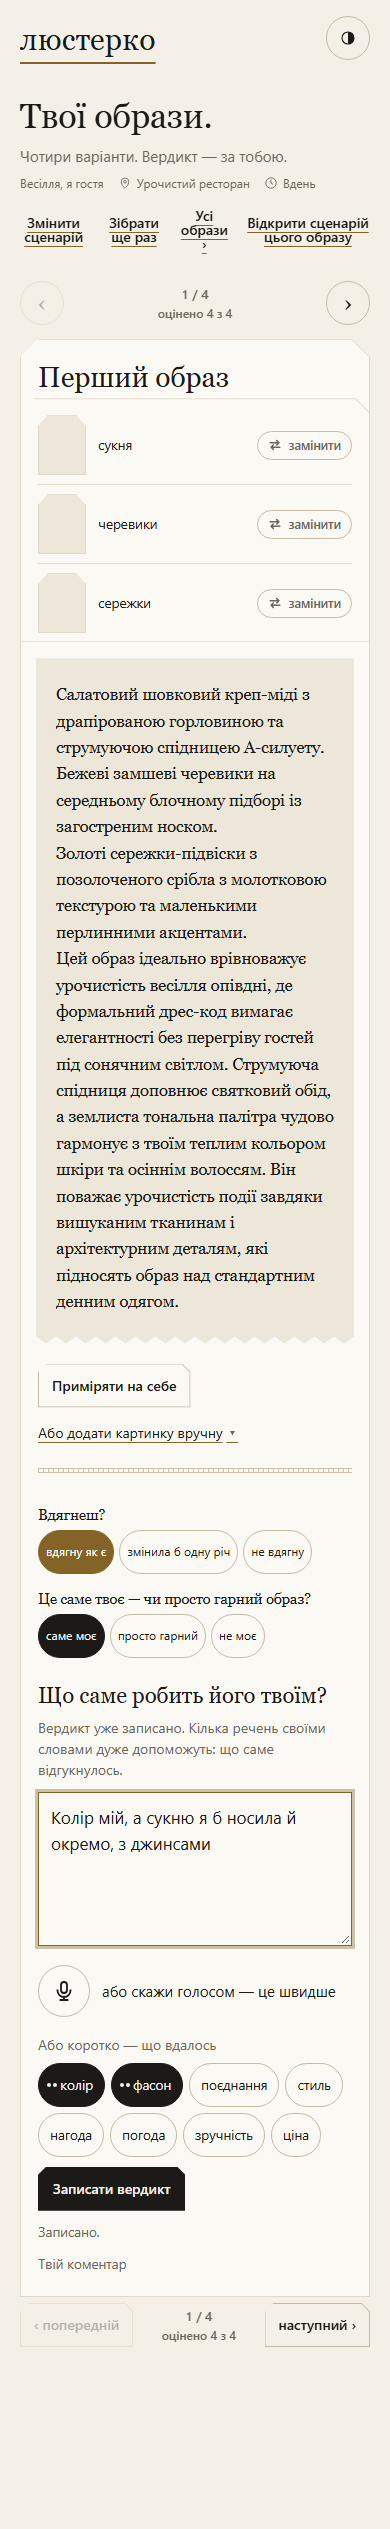 люстерко
Твої образи.
Чотири варіанти. Вердикт — за тобою.
Весілля, я гостя Урочистий ресторан Вдень
Змінити сценарій
Зібрати ще раз
Усі образи ›
Відкрити сценарій цього образу
‹
1 / 4
оцінено 4 з 4
›
Перший образ
сукня замінити
черевики замінити
сережки замінити
Салатовий шовковий креп-міді з
драпірованою горловиною та
струмуючою спідницею А-силуету.
Бежеві замшеві черевики на
середньому блочному підборі із
загостреним носком.
Золоті сережки-підвіски з
позолоченого срібла з молотковою
текстурою та маленькими
перлинними акцентами.
Цей образ ідеально врівноважує
урочистість весілля опівдні, де
формальний дрес-код вимагає
елегантності без перегріву гостей
під сонячним світлом. Струмуюча
спідниця доповнює святковий обід,
а землиста тональна палітра чудово
гармонує з твоїм теплим кольором
шкіри та осіннім волоссям. Він
поважає урочистість події завдяки
вишуканим тканинам і
архітектурним деталям, які
підносять образ над стандартним
денним одягом.
Приміряти на себе
Або додати картинку вручну
Вдягнеш?
вдягну як є змінила б одну річ не вдягну
Це саме твоє — чи просто гарний образ?
саме моє просто гарний не моє
Що саме робить його твоїм?
Вердикт уже записано. Кілька речень своїми
словами дуже допоможуть: що саме
відгукнулось.
Колір мій, а сукню я б носила й
окремо, з джинсами
або скажи голосом — це швидше
Або коротко — що вдалось
колір фасон поєднання стиль
нагода погода зручність ціна
Записати вердикт
Записано.
Твій коментар
‹ попередній
1 / 4
оцінено 4 з 4
наступний ›